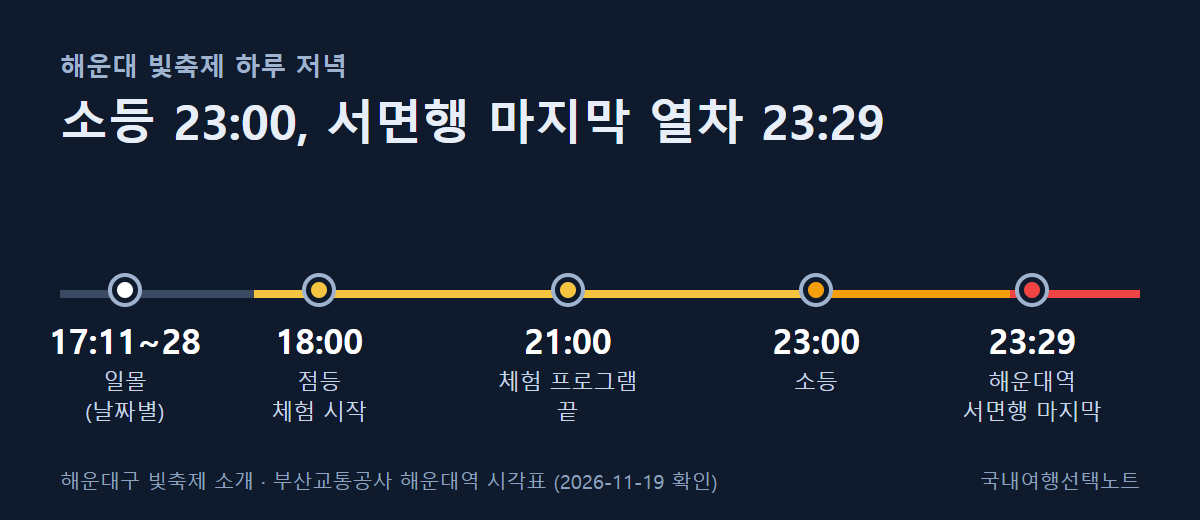 해운대 빛축제 하루 저녁
소등 23:00, 서면행 마지막 열차 23:29
17:11~28
일몰
(날짜별)
18:00
점등
체험 시작
21:00
체험 프로그램
끝
23:00
소등
23:29
해운대역
서면행 마지막
해운대구 빛축제 소개 · 부산교통공사 해운대역 시각표 (2026-11-19 확인)
국내여행선택노트